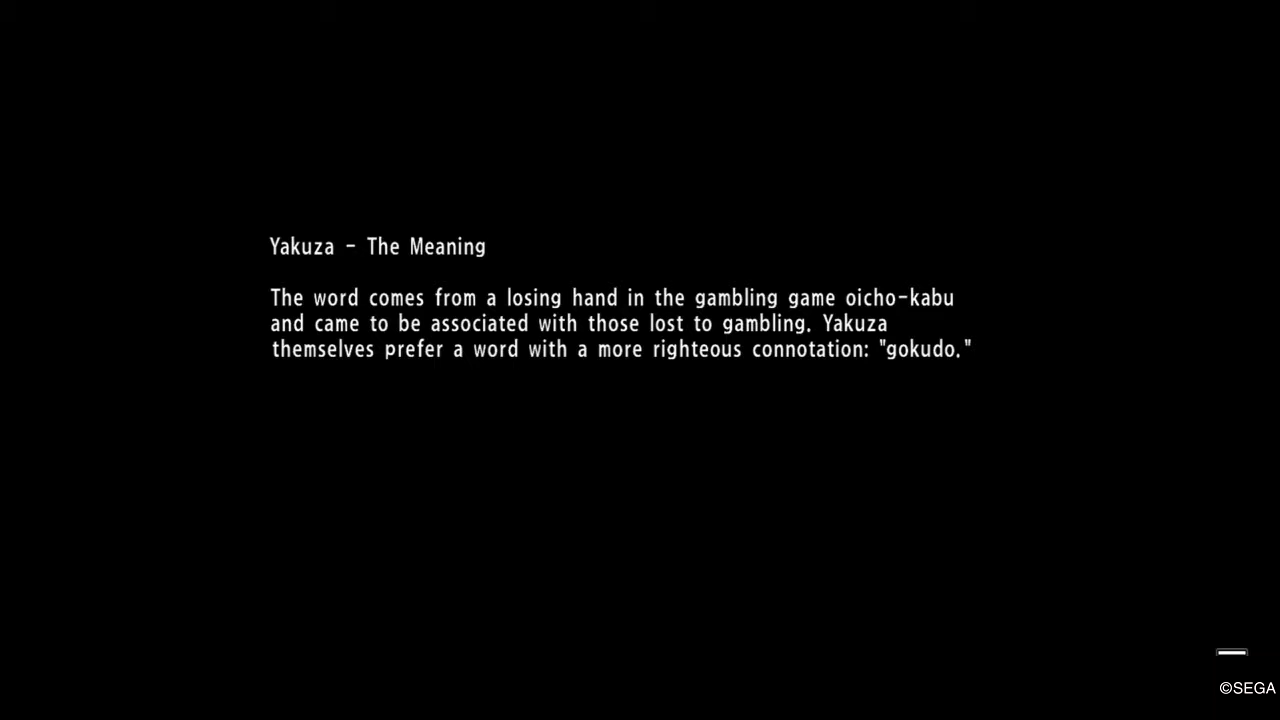 Yakuza - The Meaning
The word comes from a losing hand in the gambling game oicho-kabu
and came to be associated with those lost to gambling. Yakuza
themselves prefer a word with a more righteous connotation: "gokudo."
©SEGA